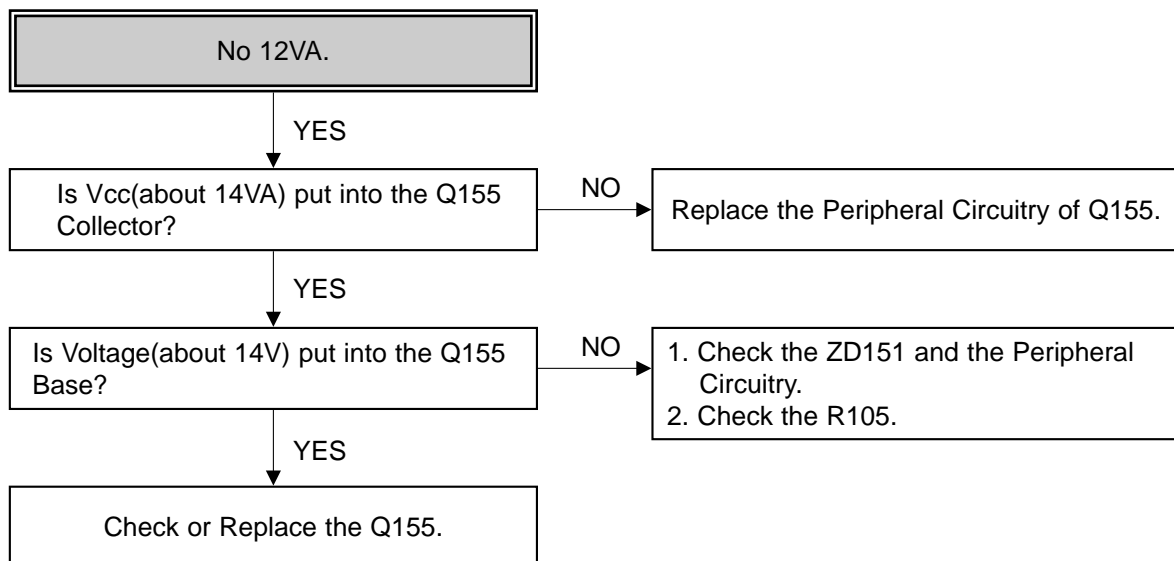 No 12VA.
YES
Is Vcc(about 14VA) put into the Q155
Collector?
NO
Replace the Peripheral Circuitry of Q155.
YES
Is Voltage(about 14V) put into the Q155
Base?
NO
1. Check the ZD151 and the Peripheral
Circuitry.
2. Check the R105.
YES
Check or Replace the Q155.